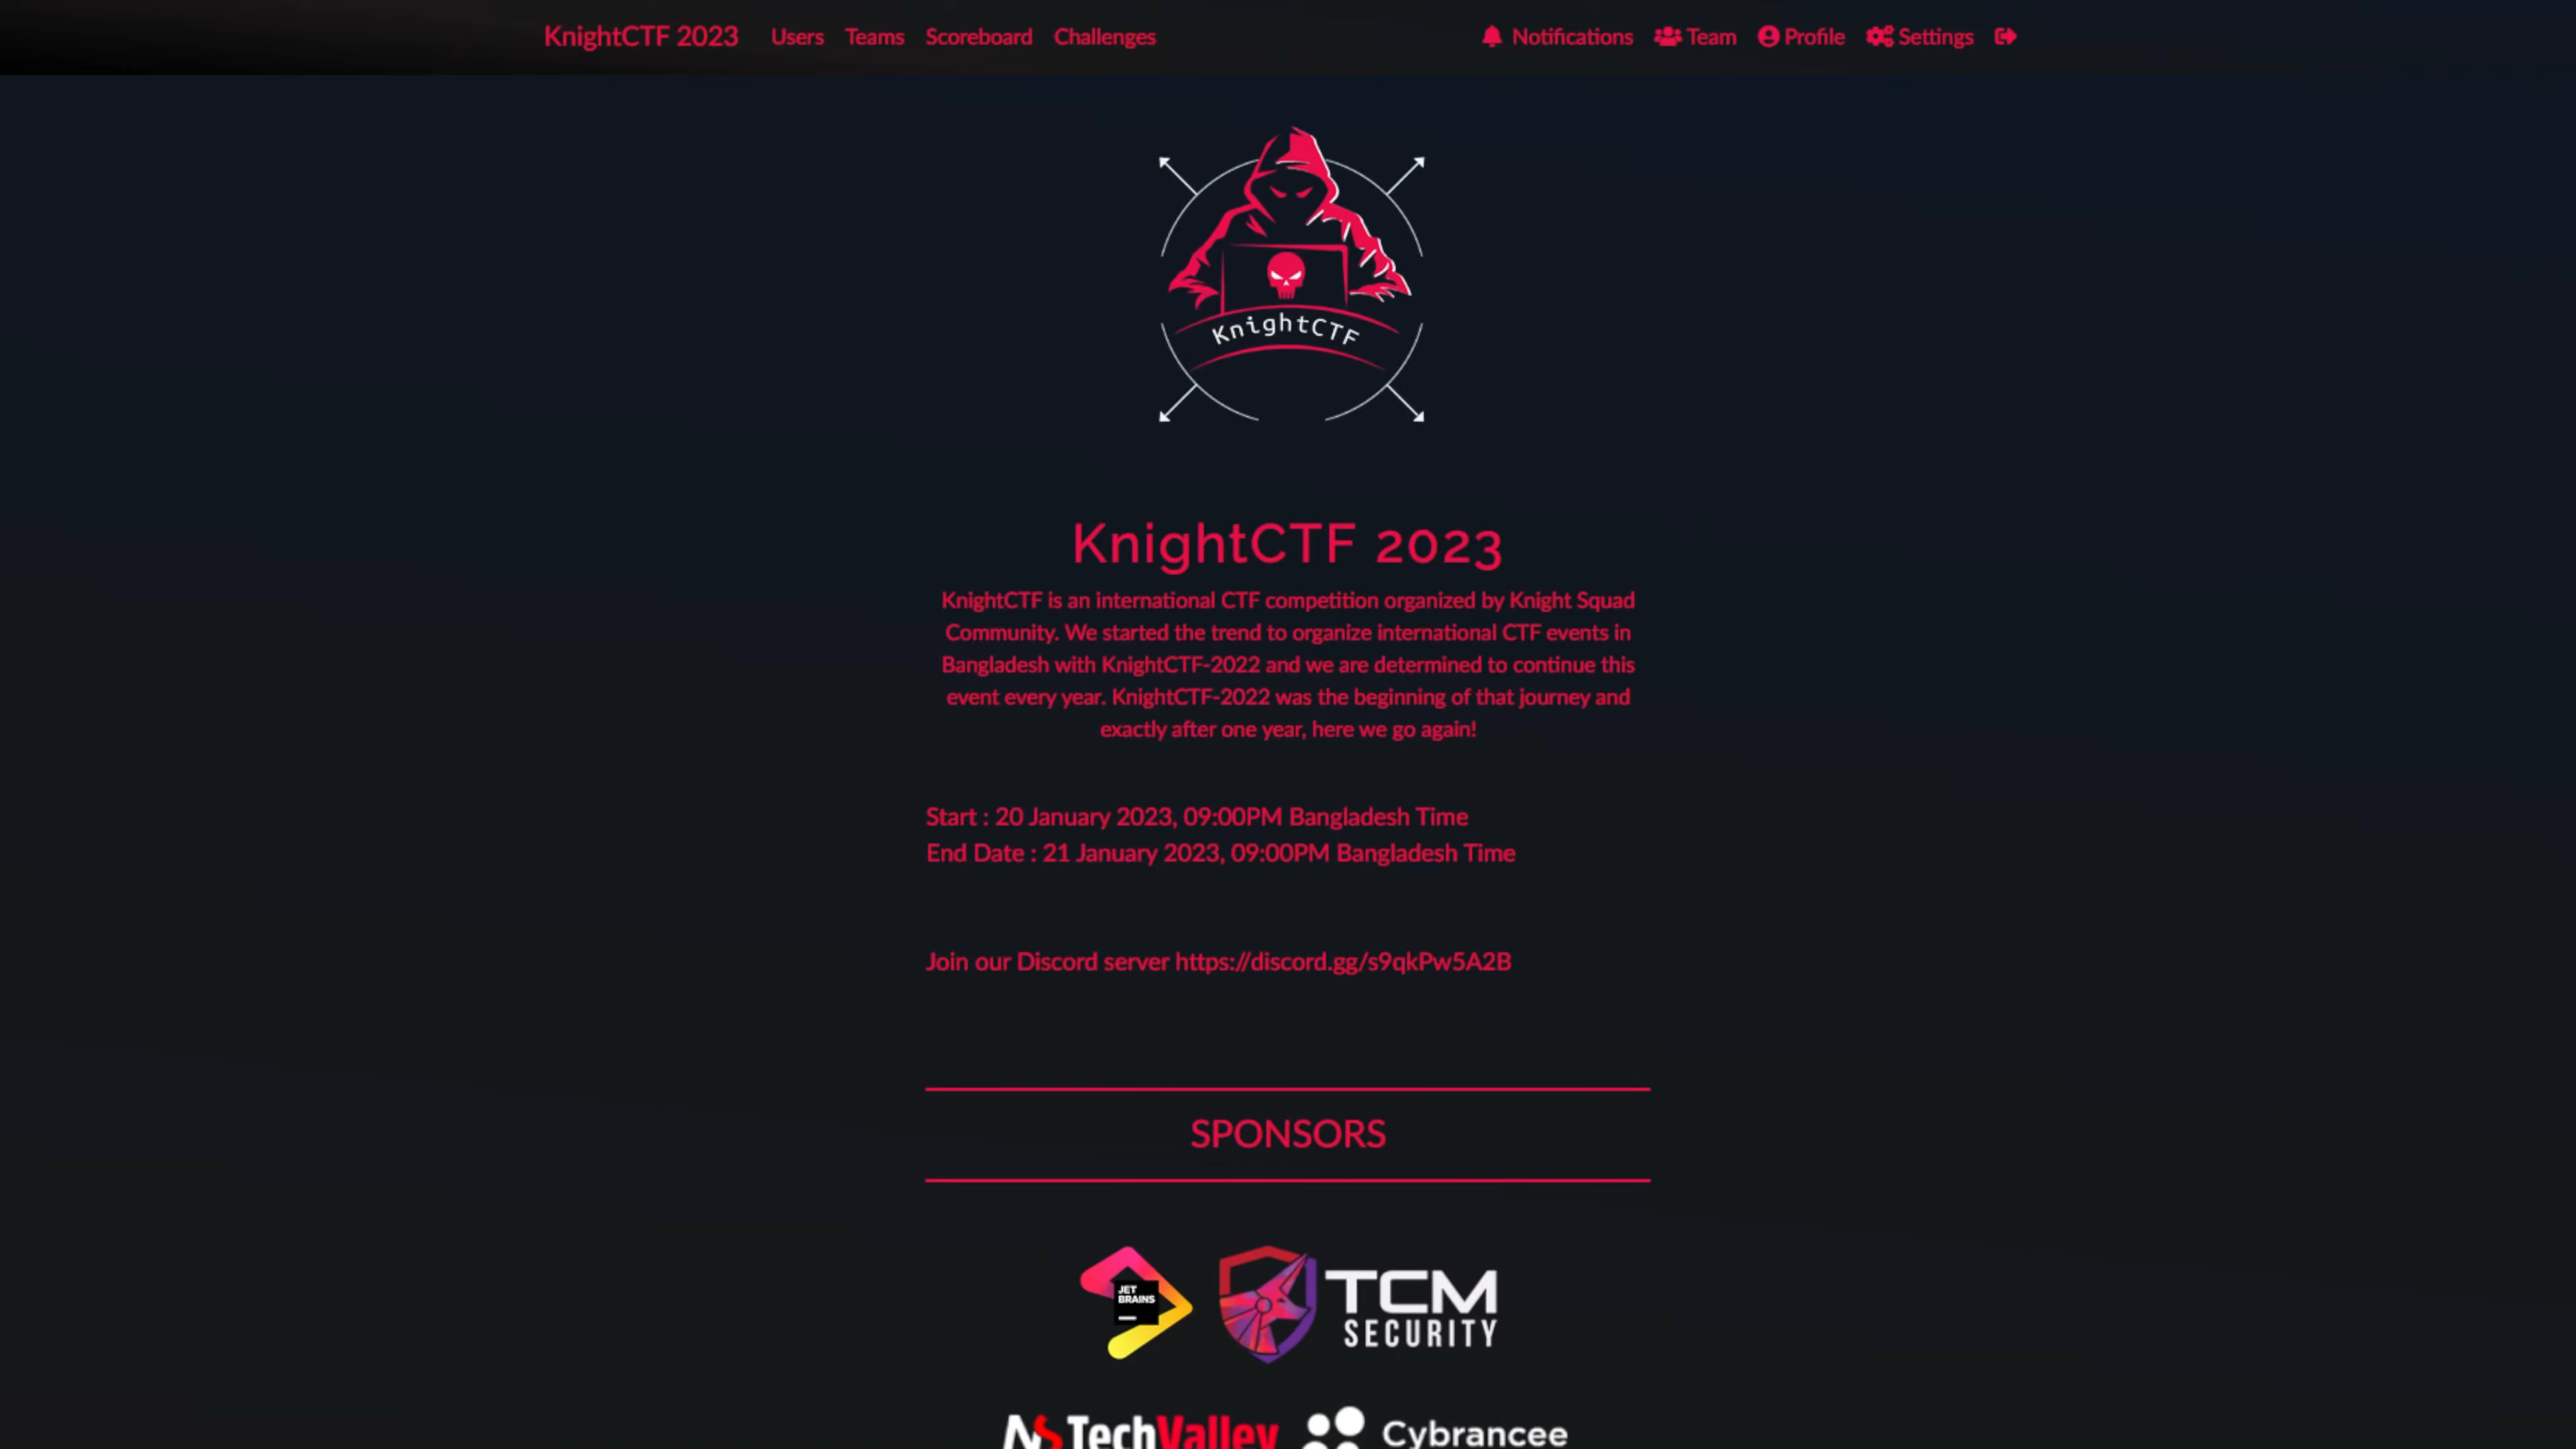 KnightCTF 2023 Users Teams Scoreboard Challenges Notifications Team Profile Settings
KnightCTF
KnightCTF 2023
KnightCTF is an international CTF competition organized by Knight Squad
Community. We started the trend to organize international CTF events in
Bangladesh with KnightCTF-2022 and we are determined to continue this
event every year. KnightCTF-2022 was the beginning of that journey and
exactly after one year, here we go again!
Start : 20 January 2023, 09:00PM Bangladesh Time
End Date : 21 January 2023, 09:00PM Bangladesh Time
Join our Discord server https://discord.gg/s9qkPw5A2B
SPONSORS
JET
BRAINS
TCM
SECURITY
NS TechValley Cybrancee